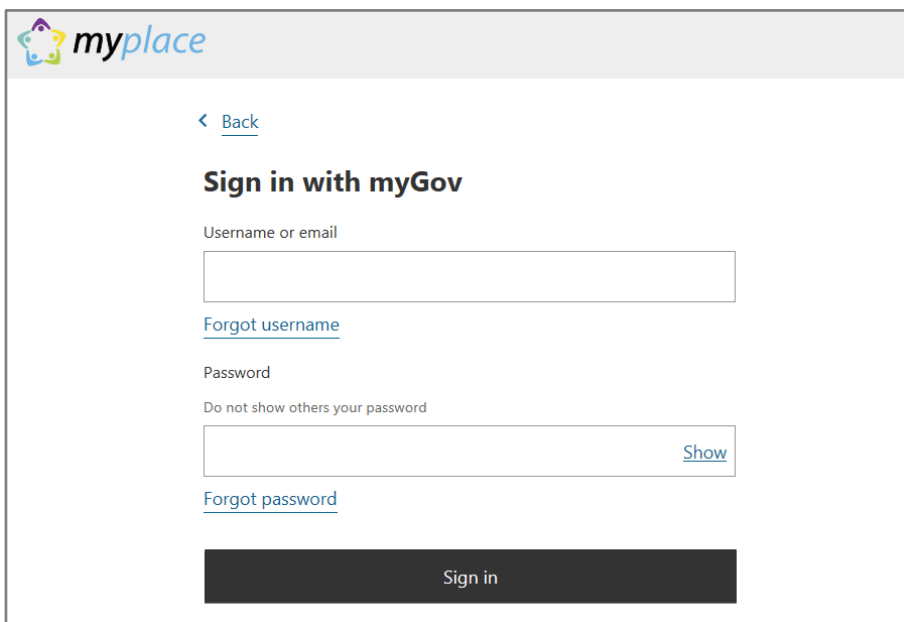 myplace
Back
Sign in with myGov
Username or email
Forgot username
Password
Do not show others your password
Show
Forgot password
Sign in